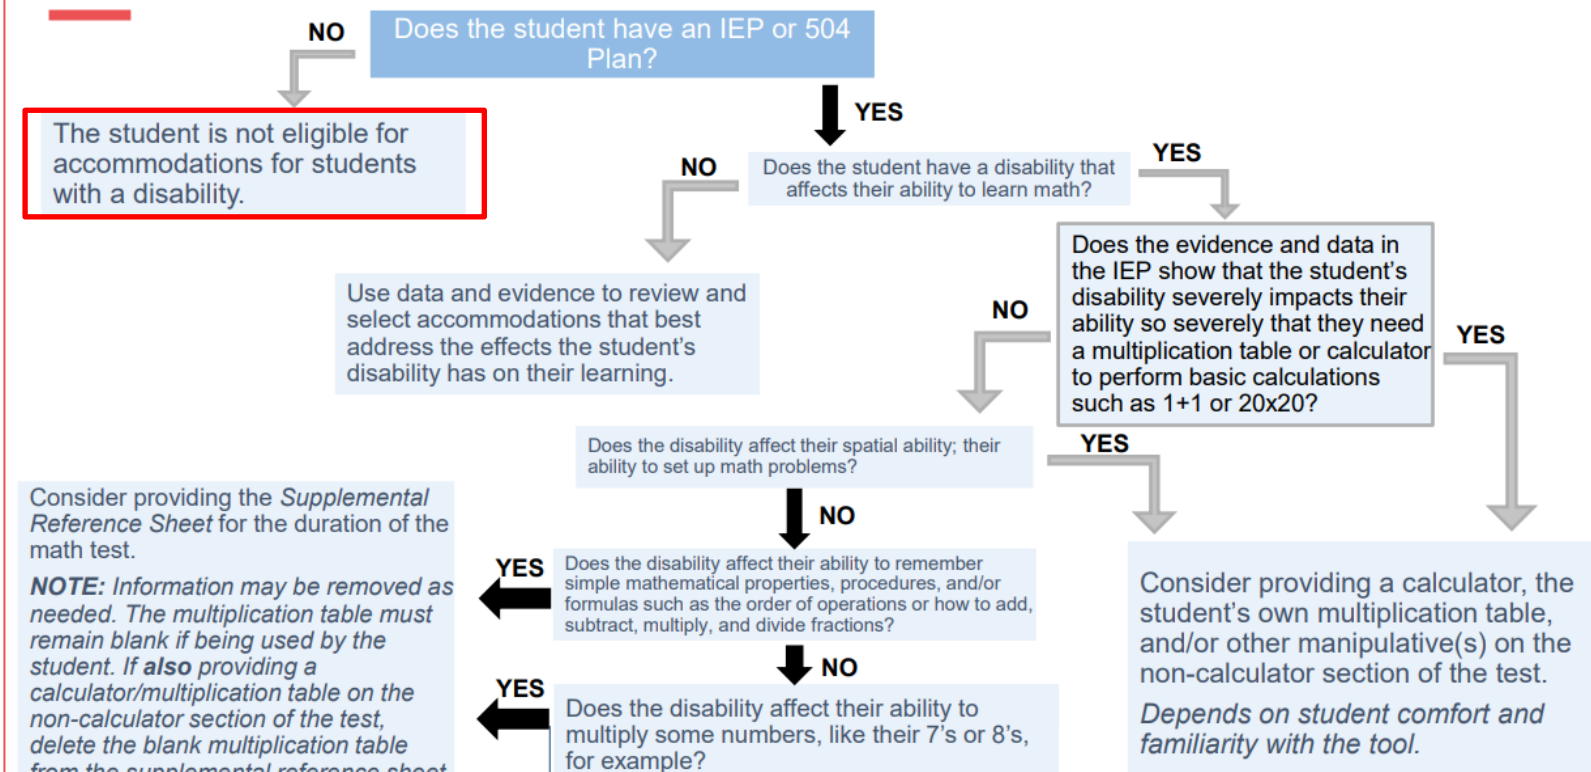 NO
Does the student have an IEP or 504
Plan?
YES
The student is not eligible for
accommodations for students
with a disability.
NO
Does the student have a disability that
affects their ability to learn math?
YES
Use data and evidence to review and
select accommodations that best
address the effects the student's
disability has on their learning.
NO
Does the evidence and data in
the IEP show that the student's
disability severely impacts their
ability so severely that they need
a multiplication table or calculator
to perform basic calculations
such as 1+1 or 20x20?
YES
Does the disability affect their spatial ability; their
ability to set up math problems?
YES
NO
Consider providing the Supplemental
Reference Sheet for the duration of the
math test.
NOTE: Information may be removed as
needed. The multiplication table must
remain blank if being used by the
student. If also providing a
calculator/multiplication table on the
non-calculator section of the test,
delete the blank multiplication table
from the supplemental reference sheet
YES
Does the disability affect their ability to remember
simple mathematical properties, procedures, and/or
formulas such as the order of operations or how to add,
subtract, multiply, and divide fractions?
NO
YES
Does the disability affect their ability to
multiply some numbers, like their 7's or 8's,
for example?
Consider providing a calculator, the
student's own multiplication table,
and/or other manipulative(s) on the
non-calculator section of the test.
Depends on student comfort and
familiarity with the tool.